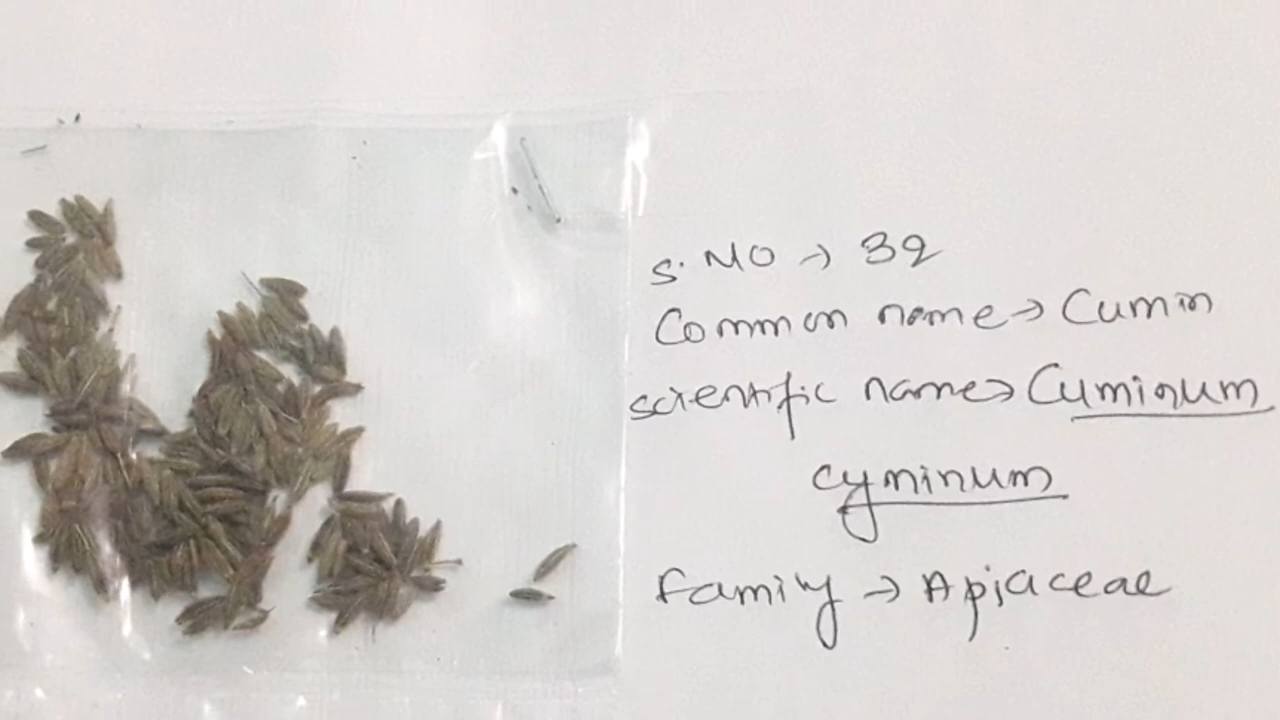 S. NO → 32
Common name → Cumin
scientific name → Cuminum
cyminum
Family → Apiaceae